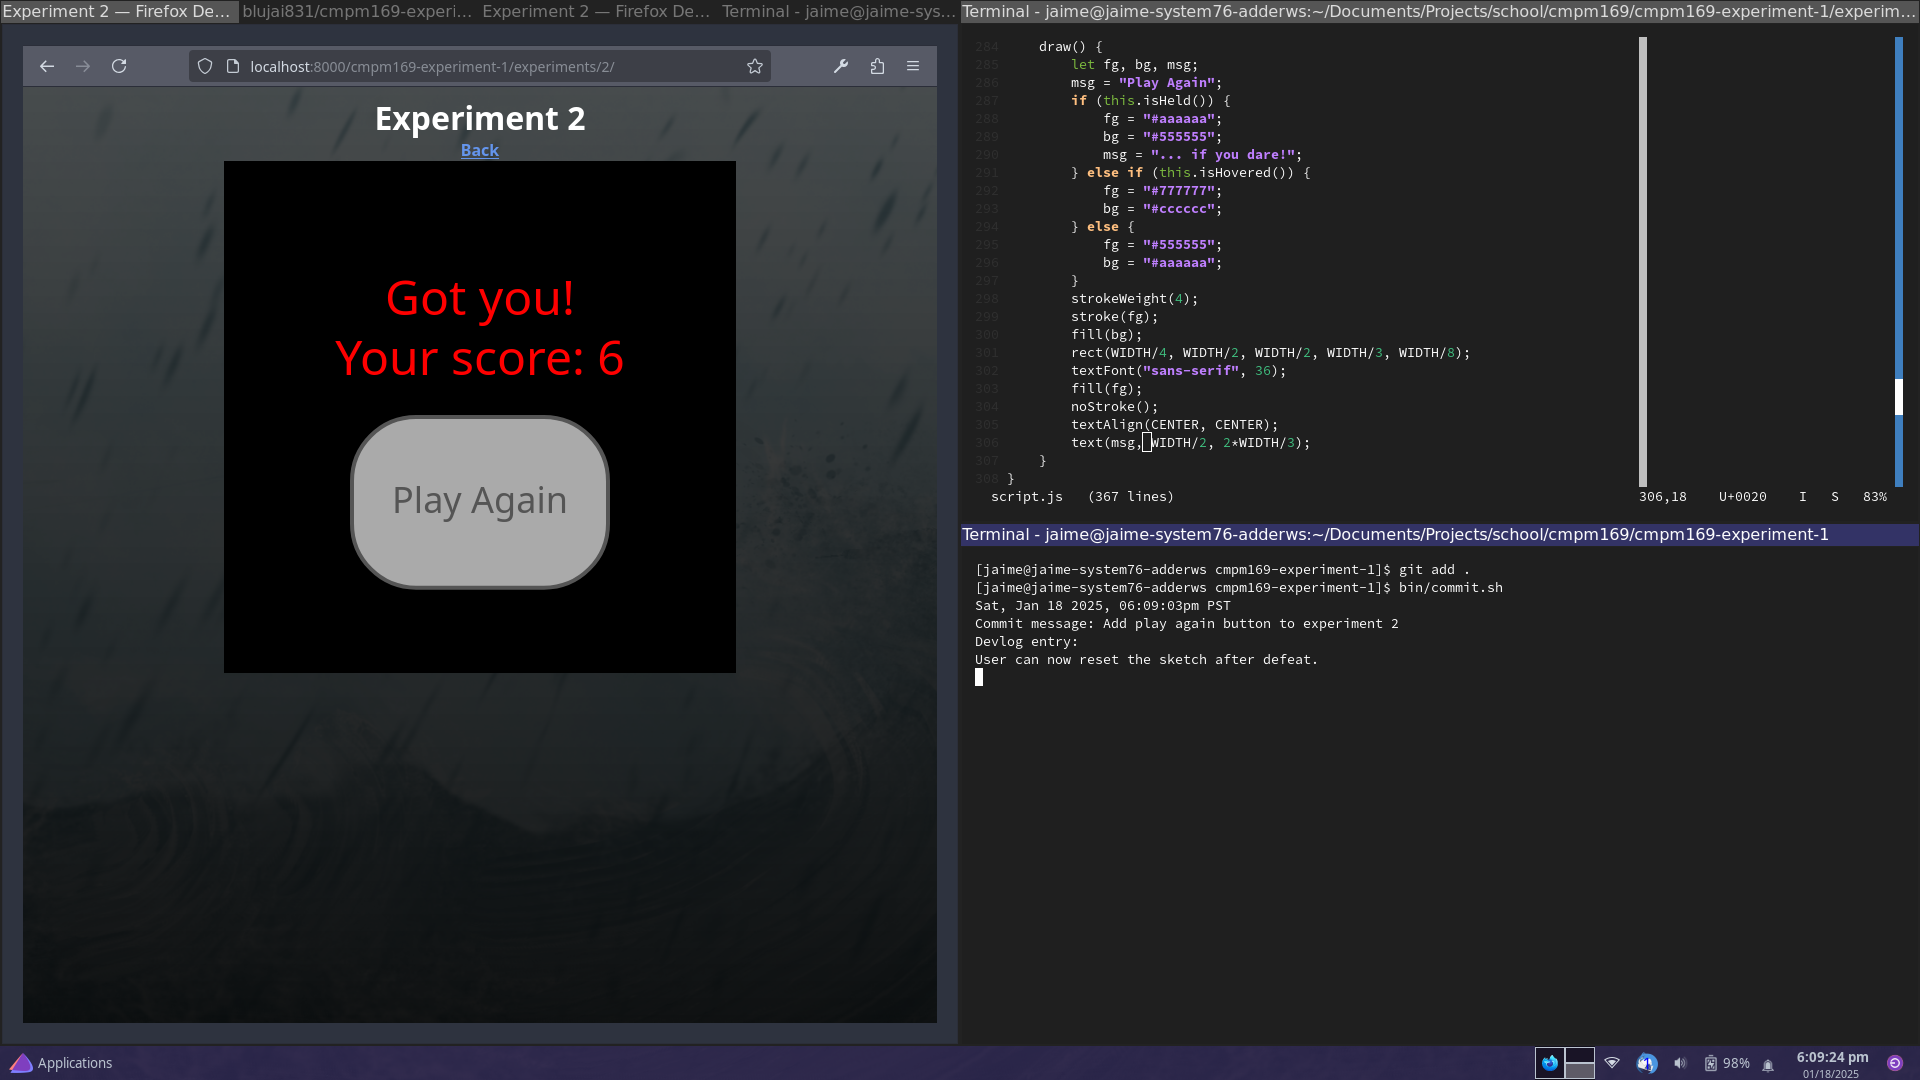 Experiment 2 — Firefox De...
blujai831/cmpm169-experi...
Experiment 2 — Firefox De...
Terminal - jaime@jaime-sys...
localhost:8000/cmpm169-experiment-1/experiments/2/
Experiment 2
Back
Got you!
Your score: 6
Play Again
Terminal - jaime@jaime-system76-adderws:~/Documents/Projects/school/cmpm169/cmpm169-experiment-1/experim...
284 draw() {
285 let fg, bg, msg;
286 msg = "Play Again";
287 if (this.isHeld()) {
288 fg = "#aaaaaa";
289 bg = "#555555";
290 msg = "... if you dare!";
291 } else if (this.isHovered()) {
292 fg = "#777777";
293 bg = "#cccccc";
294 } else {
295 fg = "#555555";
296 bg = "#aaaaaa";
297 }
298 strokeWeight(4);
299 stroke(fg);
300 fill(bg);
301 rect(WIDTH/4, WIDTH/2, WIDTH/2, WIDTH/3, WIDTH/8);
302 textFont("sans-serif", 36);
303 fill(fg);
304 noStroke();
305 textAlign(CENTER, CENTER);
306 text(msg, WIDTH/2, 2*WIDTH/3);
307 }
308 }
script.js (367 lines) 306,18 U+0020 I S 83%
Terminal - jaime@jaime-system76-adderws:~/Documents/Projects/school/cmpm169/cmpm169-experiment-1
[jaime@jaime-system76-adderws cmpm169-experiment-1]$ git add .
[jaime@jaime-system76-adderws cmpm169-experiment-1]$ bin/commit.sh
Sat, Jan 18 2025, 06:09:03pm PST
Commit message: Add play again button to experiment 2
Devlog entry:
User can now reset the sketch after defeat.
Applications
98%
6:09:24 pm
01/18/2025